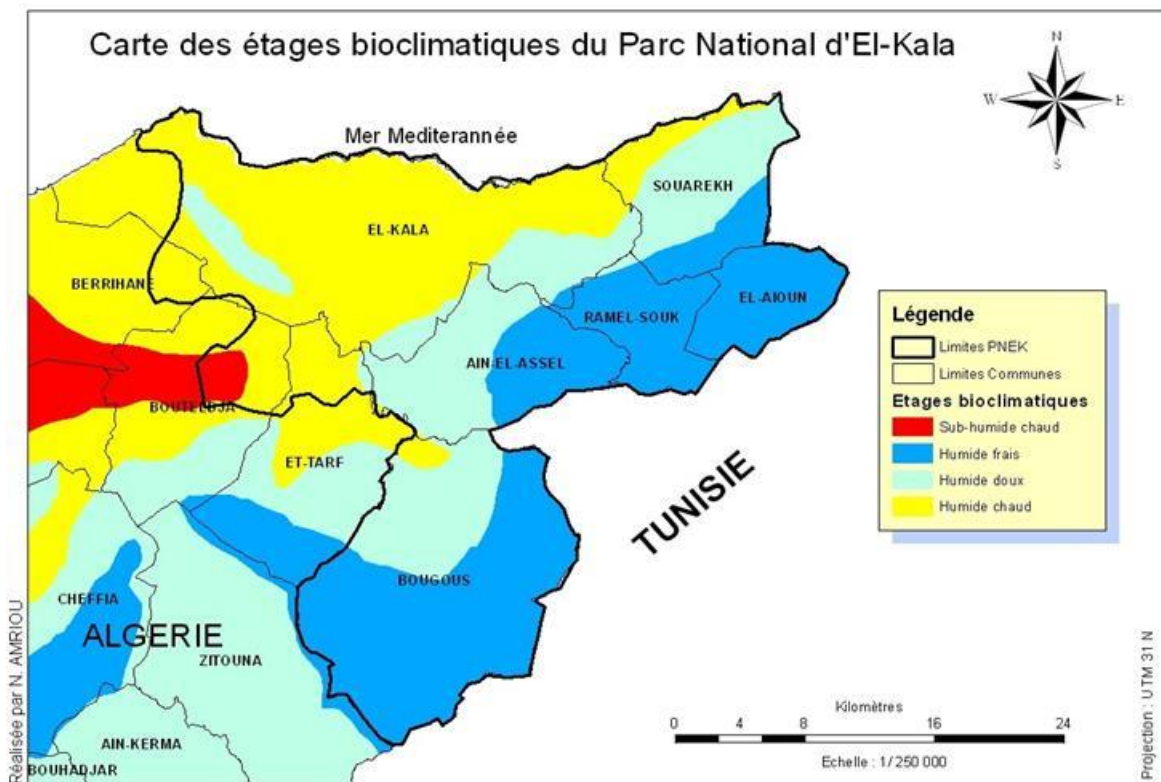 Carte des étages bioclimatiques du Parc National d'El-Kala
N
W
E
S
Mer Mediterannée
SOUAREKH
EL-KALA
BERRIHANE
EL-AIOUN
RAMEL-SOUK
AIN-EL-ASSEL
BOUTELDJA
ET-TARF
TUNISIE
BOUGOUS
CHEFFIA
ALGERIE
ZITOUNA
AIN-KERMA
BOUHADJAR
Légende
Limites PNEK
Limites Communes
Etages bioclimatiques
Sub-humide chaud
Humide frais
Humide doux
Humide chaud
Kilomètres
0 4 8 16 24
Echelle : 1/250 000
Réalisée par N. AMRIOU
Projection : UTM 31 N